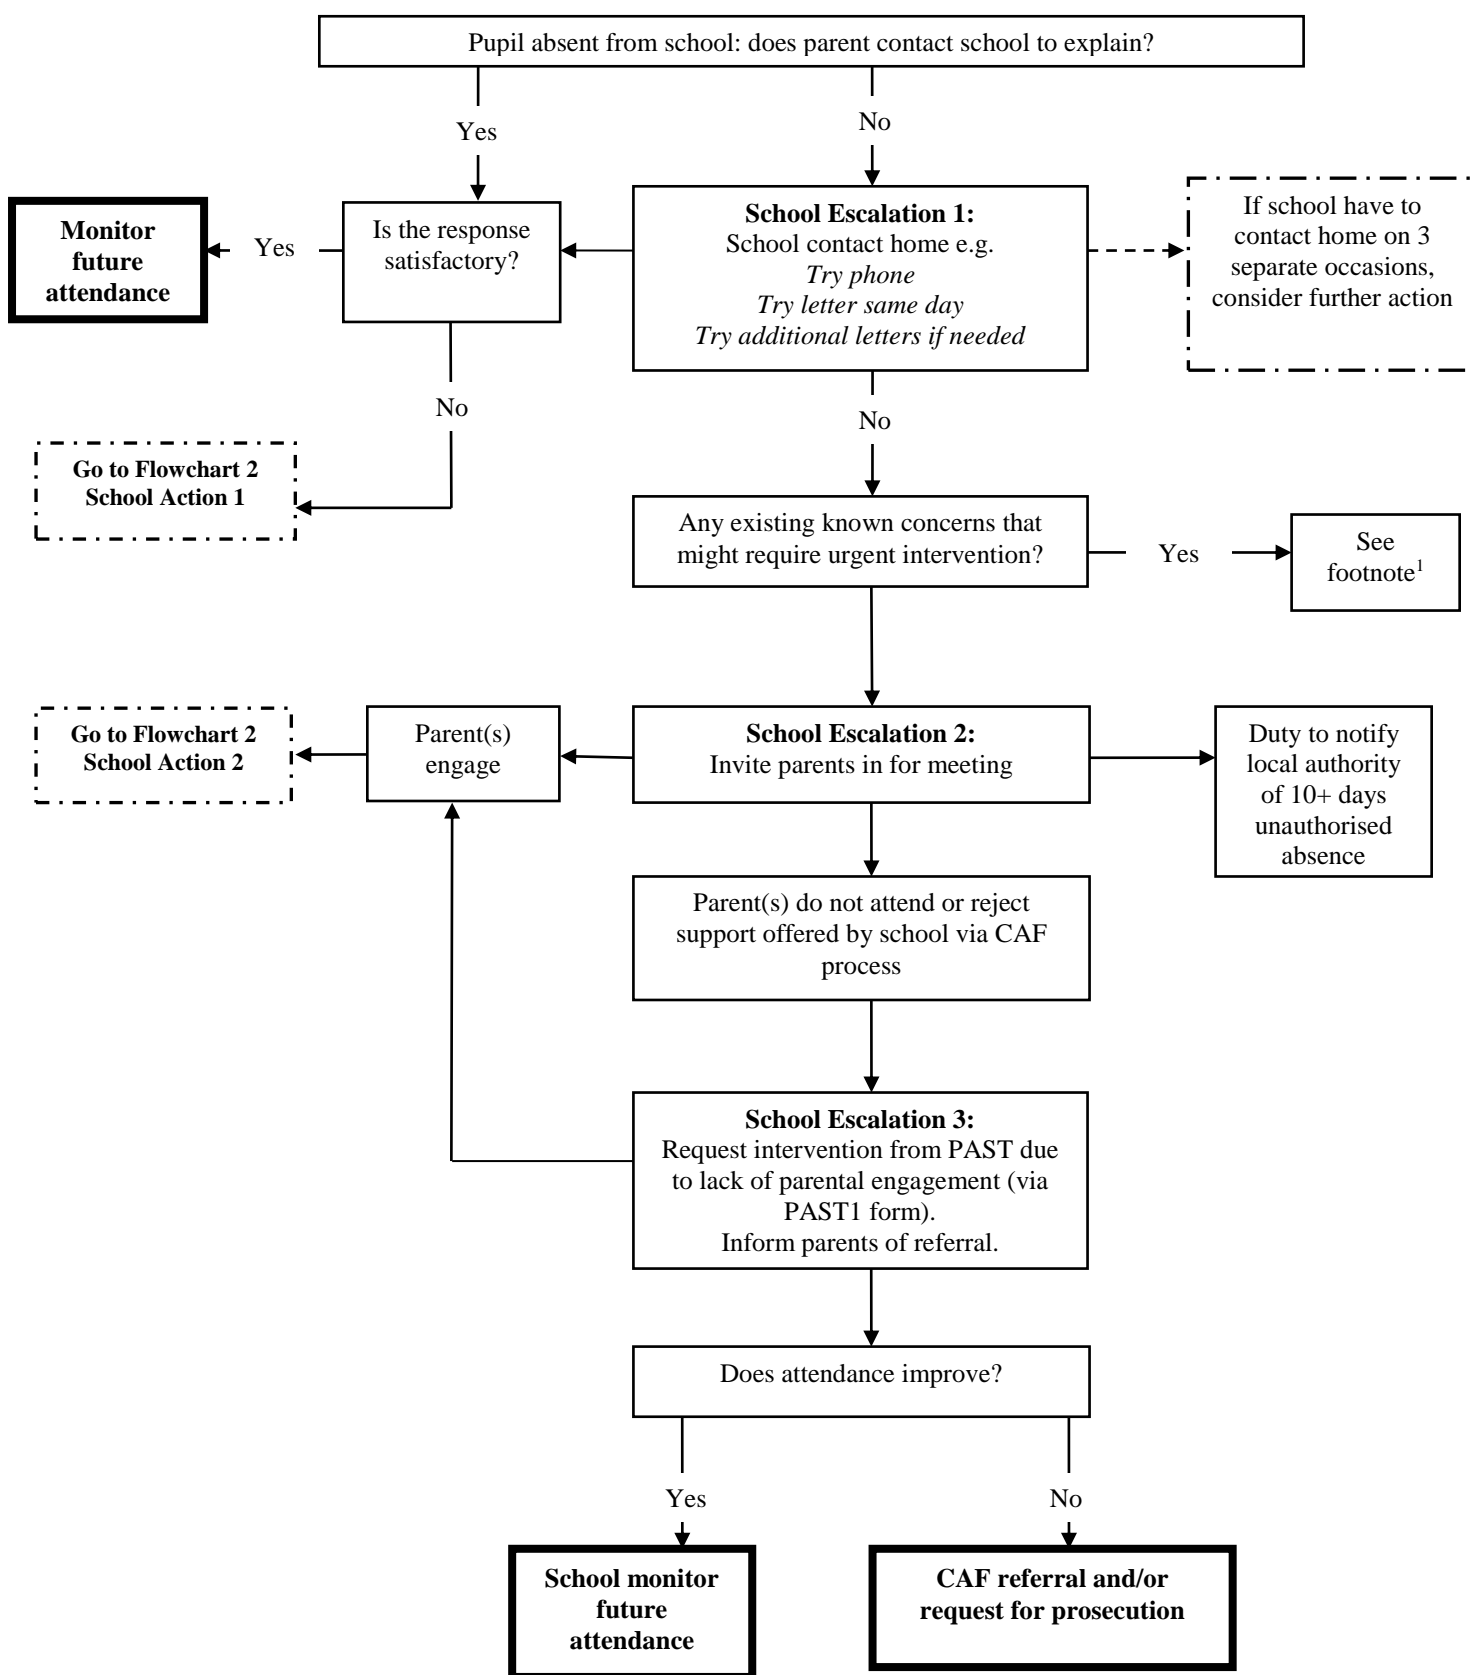 Pupil absent from school: does parent contact school to explain?
Yes
No
Monitor
future
attendance
Yes
Is the response
satisfactory?
School Escalation 1:
School contact home e.g.
Try phone
Try letter same day
Try additional letters if needed
If school have to
contact home on 3
separate occasions,
consider further action
No
No
Go to Flowchart 2
School Action 1
Any existing known concerns that
might require urgent intervention?
Yes
See
footnote¹
Go to Flowchart 2
School Action 2
Parent(s)
engage
School Escalation 2:
Invite parents in for meeting
Duty to notify
local authority
of 10+ days
unauthorised
absence
Parent(s) do not attend or reject
support offered by school via CAF
process
School Escalation 3:
Request intervention from PAST due
to lack of parental engagement (via
PAST1 form).
Inform parents of referral.
Does attendance improve?
Yes
No
School monitor
future
attendance
CAF referral and/or
request for prosecution